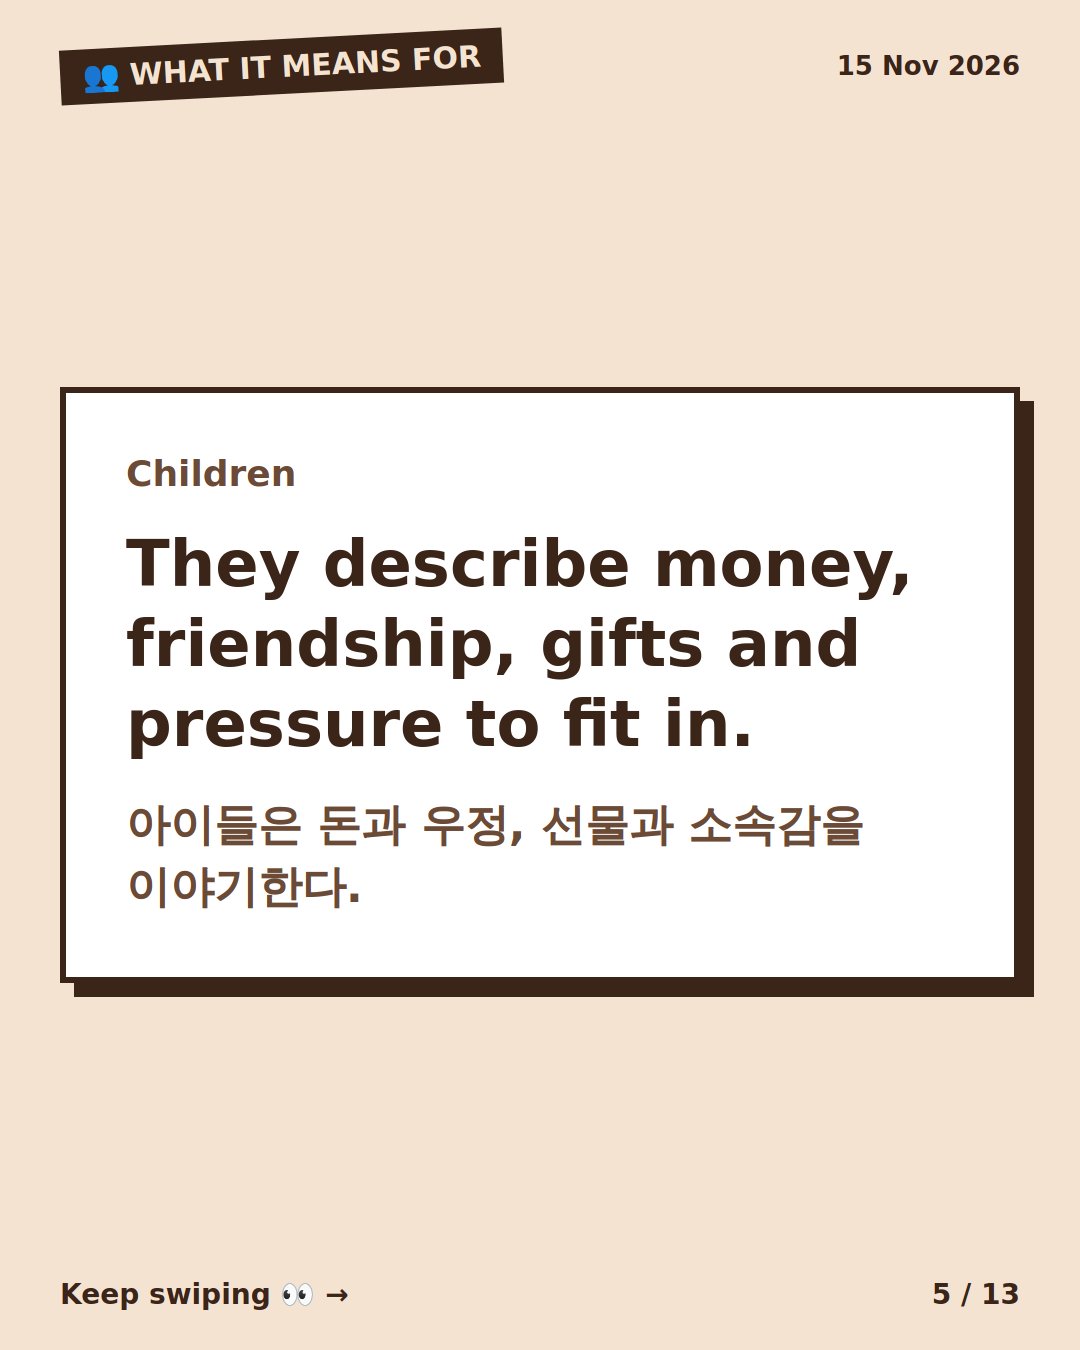 👥 WHAT IT MEANS FOR
15 Nov 2026
Children
They describe money,
friendship, gifts and
pressure to fit in.
아이들은 돈과 우정, 선물과 소속감을
이야기한다.
Keep swiping 👀 →
5 / 13